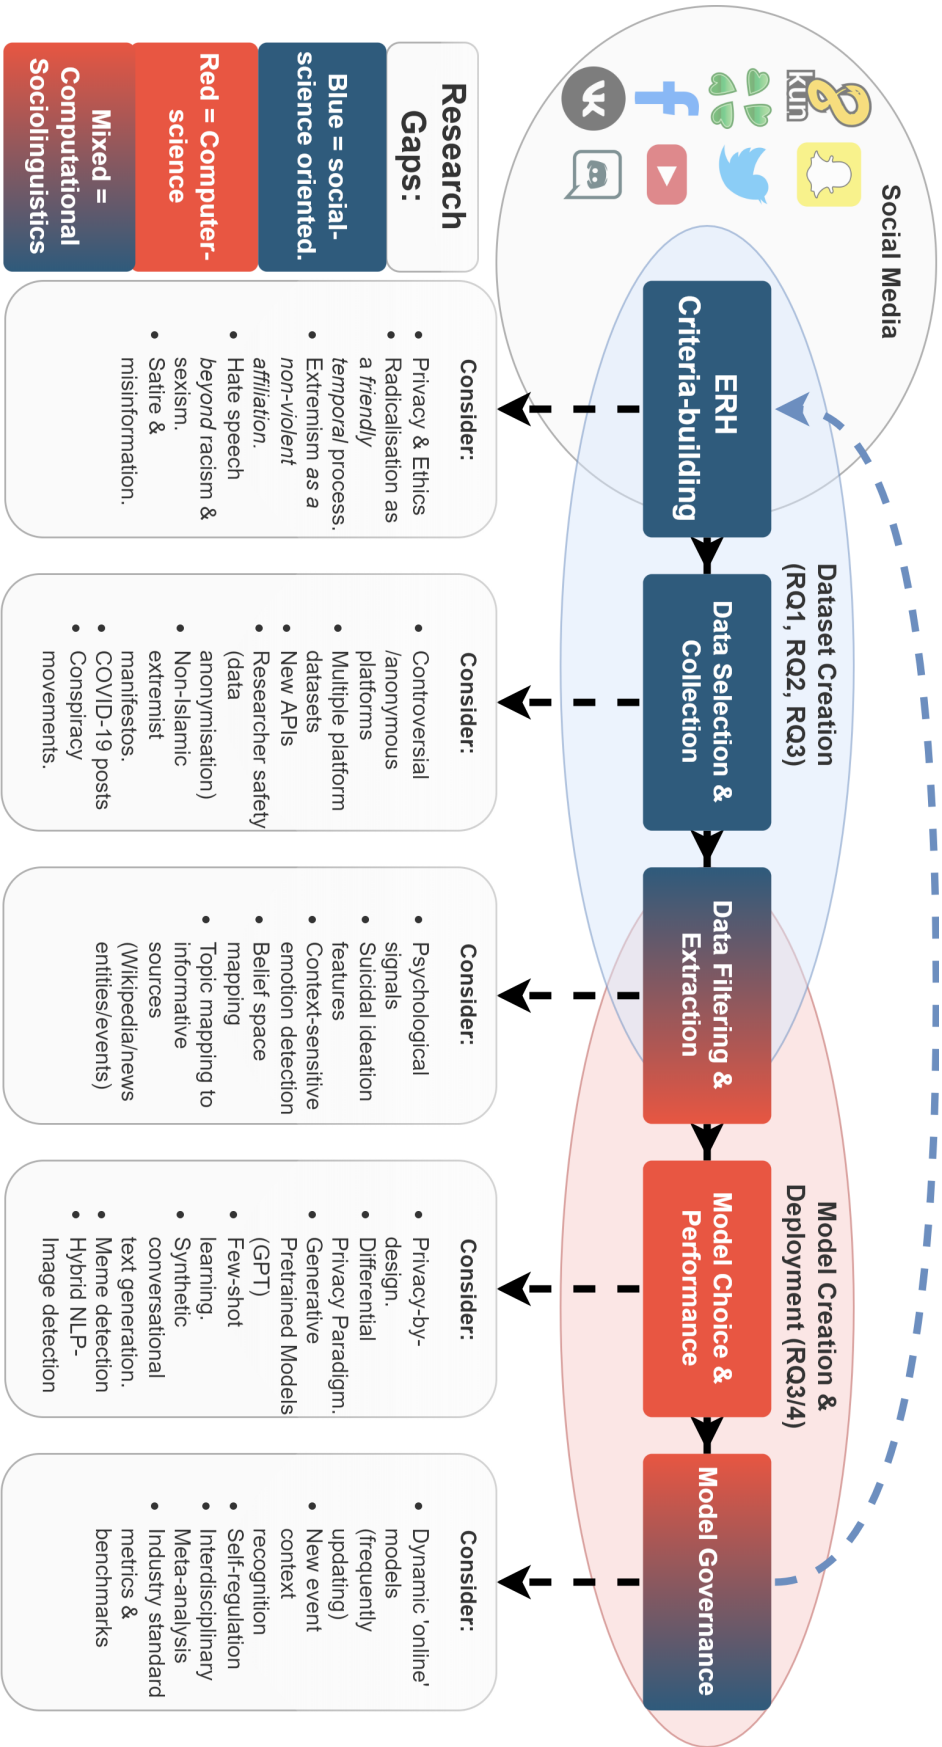 Social Media
kun
Dataset Creation
(RQ1, RQ2, RQ3)
Model Creation &
Deployment (RQ3/4)
ERH
Criteria-building
Data Selection &
Collection
Data Filtering &
Extraction
Model Choice &
Performance
Model Governance
Research
Gaps:
Blue = social-
science oriented.
Red = Computer-
science
Mixed =
Computational
Sociolinguistics
Consider:
• Privacy & Ethics
• Radicalisation as
a friendly
temporal process.
• Extremism as a
non-violent
affiliation.
• Hate speech
beyond racism &
sexism.
• Satire &
misinformation.
Consider:
• Controversial
/anonymous
platforms
• Multiple platform
datasets
• New APIs
• Researcher safety
(data
anonymisation)
• Non-Islamic
extremist
manifestos.
• COVID-19 posts
• Conspiracy
movements.
Consider:
• Psychological
signals
• Suicidal ideation
features
• Context-sensitive
emotion detection
• Belief space
mapping
• Topic mapping to
informative
sources
(Wikipedia/news
entities/events)
Consider:
• Privacy-by-
design.
• Differential
Privacy Paradigm.
• Generative
Pretrained Models
(GPT)
• Few-shot
learning.
• Synthetic
conversational
text generation.
• Meme detection
• Hybrid NLP-
Image detection
Consider:
• Dynamic 'online'
models
(frequently
updating)
• New event
context
recognition
• Self-regulation
• Interdisciplinary
Meta-analysis
• Industry standard
metrics &
benchmarks